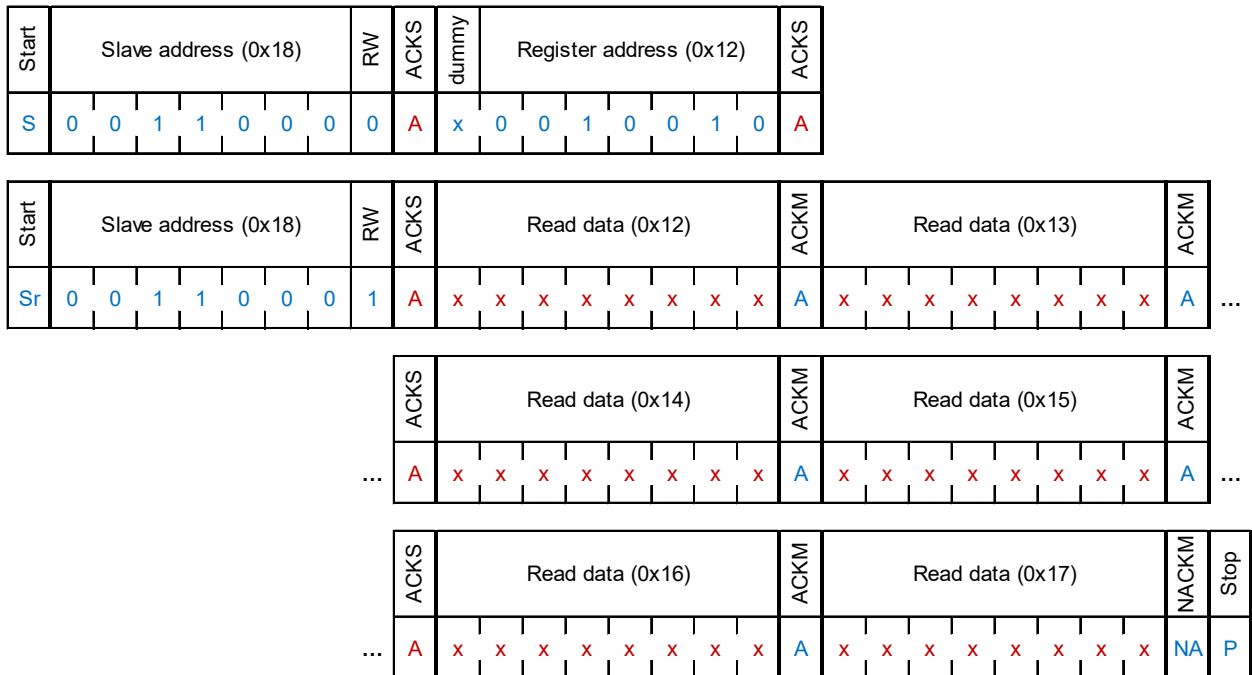 Start Slave address (0x18) RW ACKS dummy Register address (0x12) ACKS
S 0 0 1 1 0 0 0 0 A x 0 0 1 0 0 1 0 A
Start Slave address (0x18) RW ACKS Read data (0x12) ACKM Read data (0x13) ACKM
Sr 0 0 1 1 0 0 0 1 A x x x x x x x x A x x x x x x x x A ...
ACKS Read data (0x14) ACKM Read data (0x15) ACKM
... A x x x x x x x x A x x x x x x x x A ...
ACKS Read data (0x16) ACKM Read data (0x17) NACKM Stop
... A x x x x x x x x A x x x x x x x x NA P